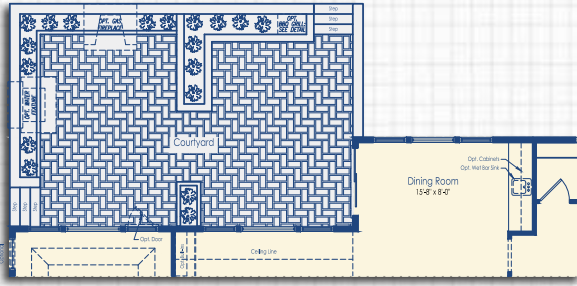 OPT. GAS
FIREPLACE
OPT.
BBQ GRILL-
SEE DETAIL
Step
Step
Step
OPT. WATER
FEATURE
Courtyard
Opt. Cabinets
Opt. Wet Bar Sink
Dining Room
15'-8" x 8'-0"
Step
Step
Step
Opt. Door
Ceiling Line